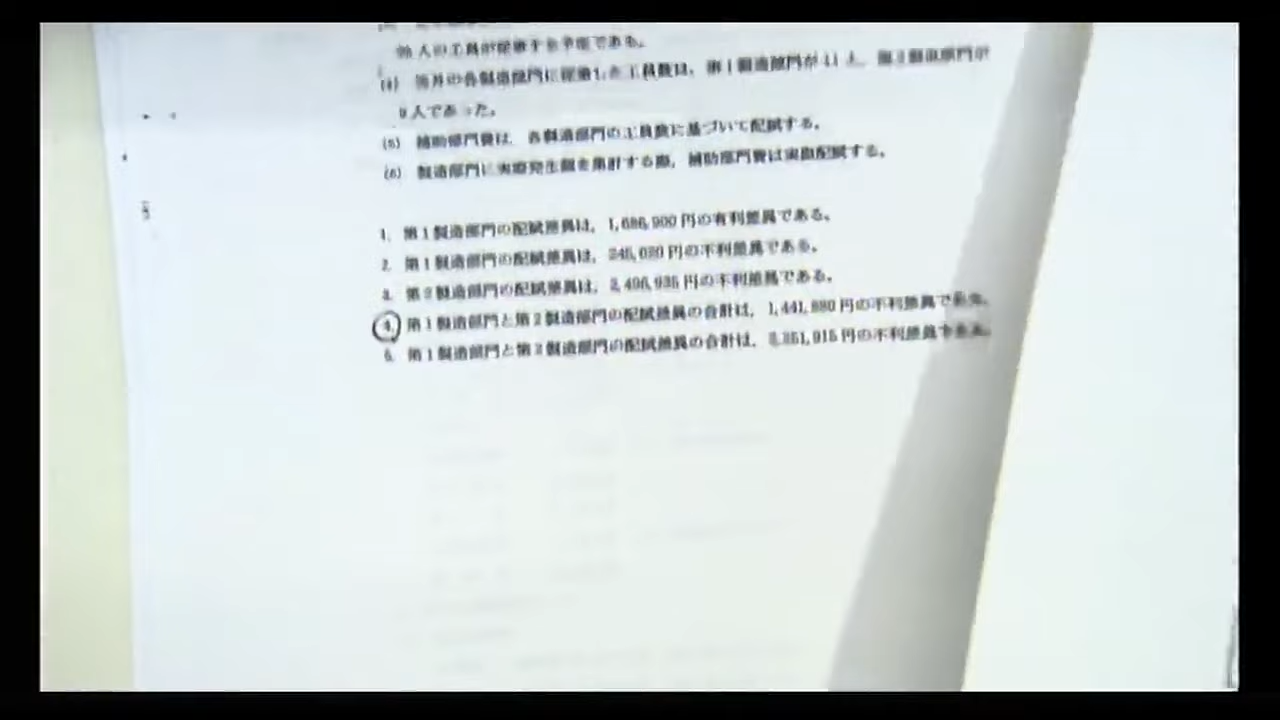 人の工員が従事する予定である。
(4) 当月の各製造部門に従事した工員数は、第1製造部門が11人、第2製造部門が
9人であった。
(5) 補助部門費は、各製造部門の工員数に基づいて配賦する。
(6) 製造部門に実際発生額を集計する際、補助部門費は実際配賦する。
1. 第1製造部門の配賦差異は、1,686,900円の有利差異である。
2. 第1製造部門の配賦差異は、245,020円の不利差異である。
3. 第2製造部門の配賦差異は、2,496,935円の不利差異である。
4. 第1製造部門と第2製造部門の配賦差異の合計は、1,441,880円の不利差異である。
5. 第1製造部門と第2製造部門の配賦差異の合計は、2,251,915円の不利差異である。